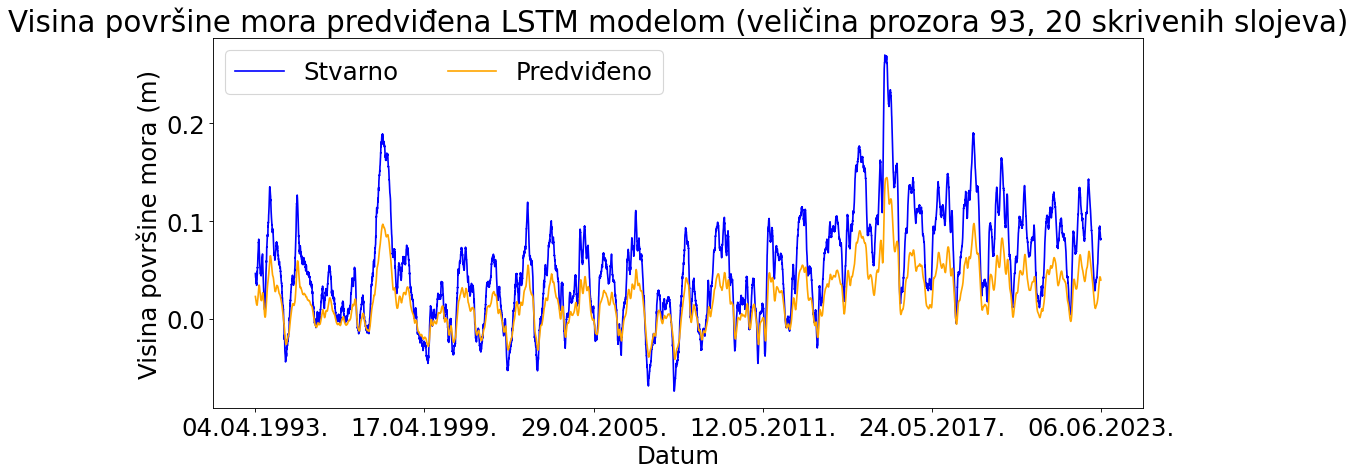 Visina površine mora predviđena LSTM modelom (veličina prozora 93, 20 skrivenih slojeva)
Stvarno Predviđeno
Visina površine mora (m)
0.2
0.1
0.0
04.04.1993. 17.04.1999. 29.04.2005. 12.05.2011. 24.05.2017. 06.06.2023.
Datum